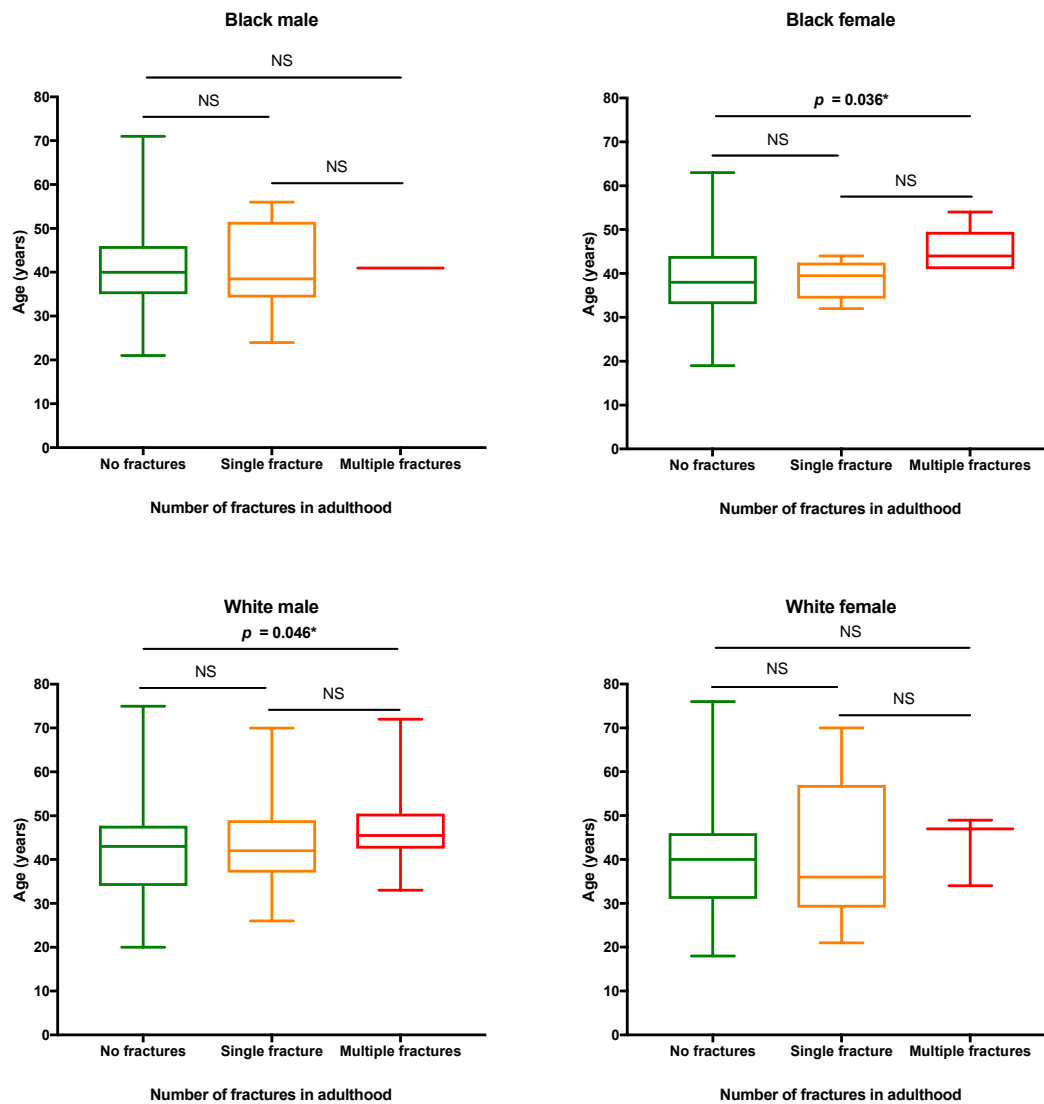 Black male
NS
NS
NS
Age (years)
80
70
60
50
40
30
20
10
0
No fractures Single fracture Multiple fractures
Number of fractures in adulthood
Black female
p = 0.036*
NS
NS
Age (years)
80
70
60
50
40
30
20
10
0
No fractures Single fracture Multiple fractures
Number of fractures in adulthood
White male
p = 0.046*
NS
NS
Age (years)
80
70
60
50
40
30
20
10
0
No fractures Single fracture Multiple fractures
Number of fractures in adulthood
White female
NS
NS
NS
Age (years)
80
70
60
50
40
30
20
10
0
No fractures Single fracture Multiple fractures
Number of fractures in adulthood